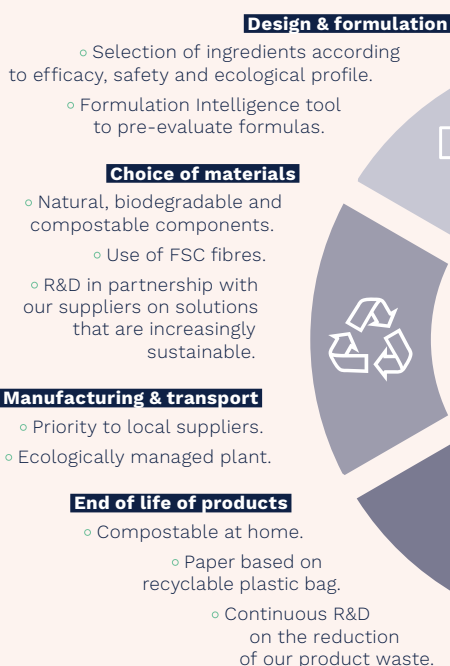 Design & formulation
Selection of ingredients according
to efficacy, safety and ecological profile.
Formulation Intelligence tool
to pre-evaluate formulas.
Choice of materials
Natural, biodegradable and
compostable components.
Use of FSC fibres.
R&D in partnership with
our suppliers on solutions
that are increasingly
sustainable.
Manufacturing & transport
Priority to local suppliers.
Ecologically managed plant.
End of life of products
Compostable at home.
Paper based on
recyclable plastic bag.
Continuous R&D
on the reduction
of our product waste.